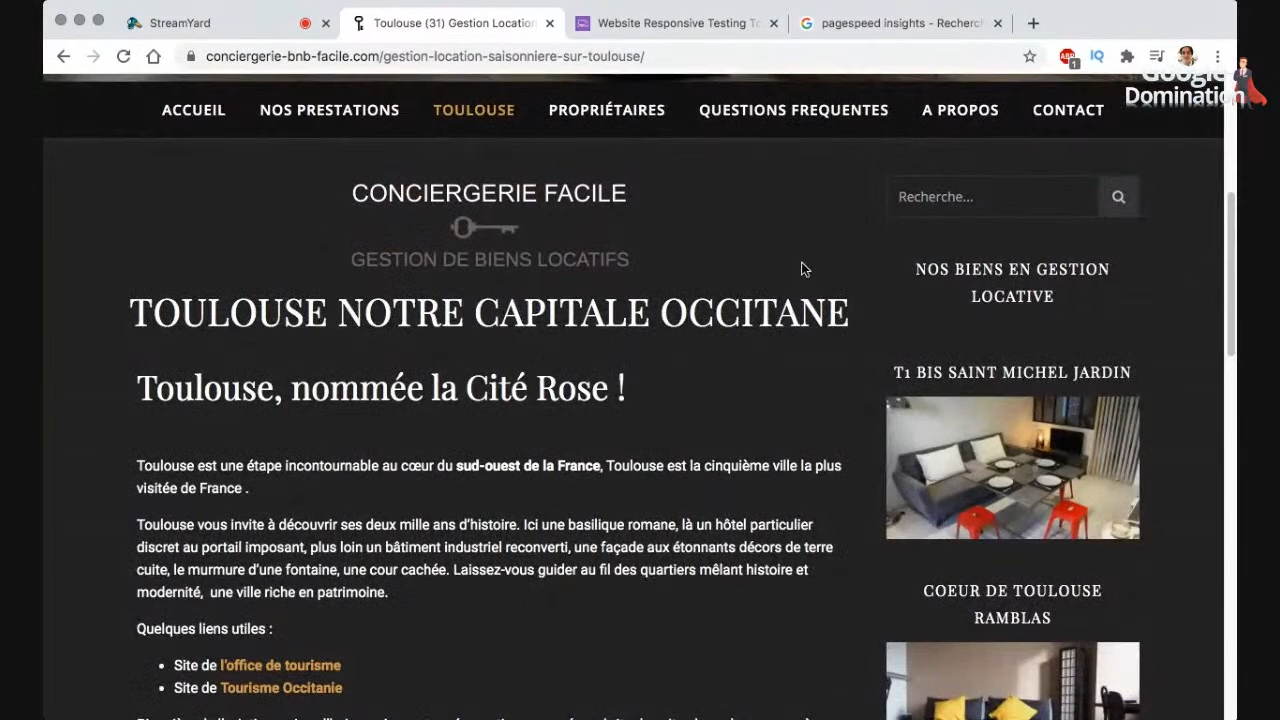 StreamYard
Toulouse (31) Gestion Location
Website Responsive Testing To
pagespeed insights - Recherch
conciergerie-bnb-facile.com/gestion-location-saisonniere-sur-toulouse/
ABP
1
IQ
Google
Domination
ACCUEIL NOS PRESTATIONS TOULOUSE PROPRIÉTAIRES QUESTIONS FREQUENTES A PROPOS CONTACT
CONCIERGERIE FACILE
GESTION DE BIENS LOCATIFS
TOULOUSE NOTRE CAPITALE OCCITANE
Toulouse, nommée la Cité Rose !
Toulouse est une étape incontournable au cœur du sud-ouest de la France, Toulouse est la cinquième ville la plus
visitée de France .
Toulouse vous invite à découvrir ses deux mille ans d'histoire. Ici une basilique romane, là un hôtel particulier
discret au portail imposant, plus loin un bâtiment industriel reconverti, une façade aux étonnants décors de terre
cuite, le murmure d'une fontaine, une cour cachée. Laissez-vous guider au fil des quartiers mêlant histoire et
modernité, une ville riche en patrimoine.
Quelques liens utiles :
• Site de l'office de tourisme
• Site de Tourisme Occitanie
Recherche...
NOS BIENS EN GESTION
LOCATIVE
T1 BIS SAINT MICHEL JARDIN
COEUR DE TOULOUSE
RAMBLAS